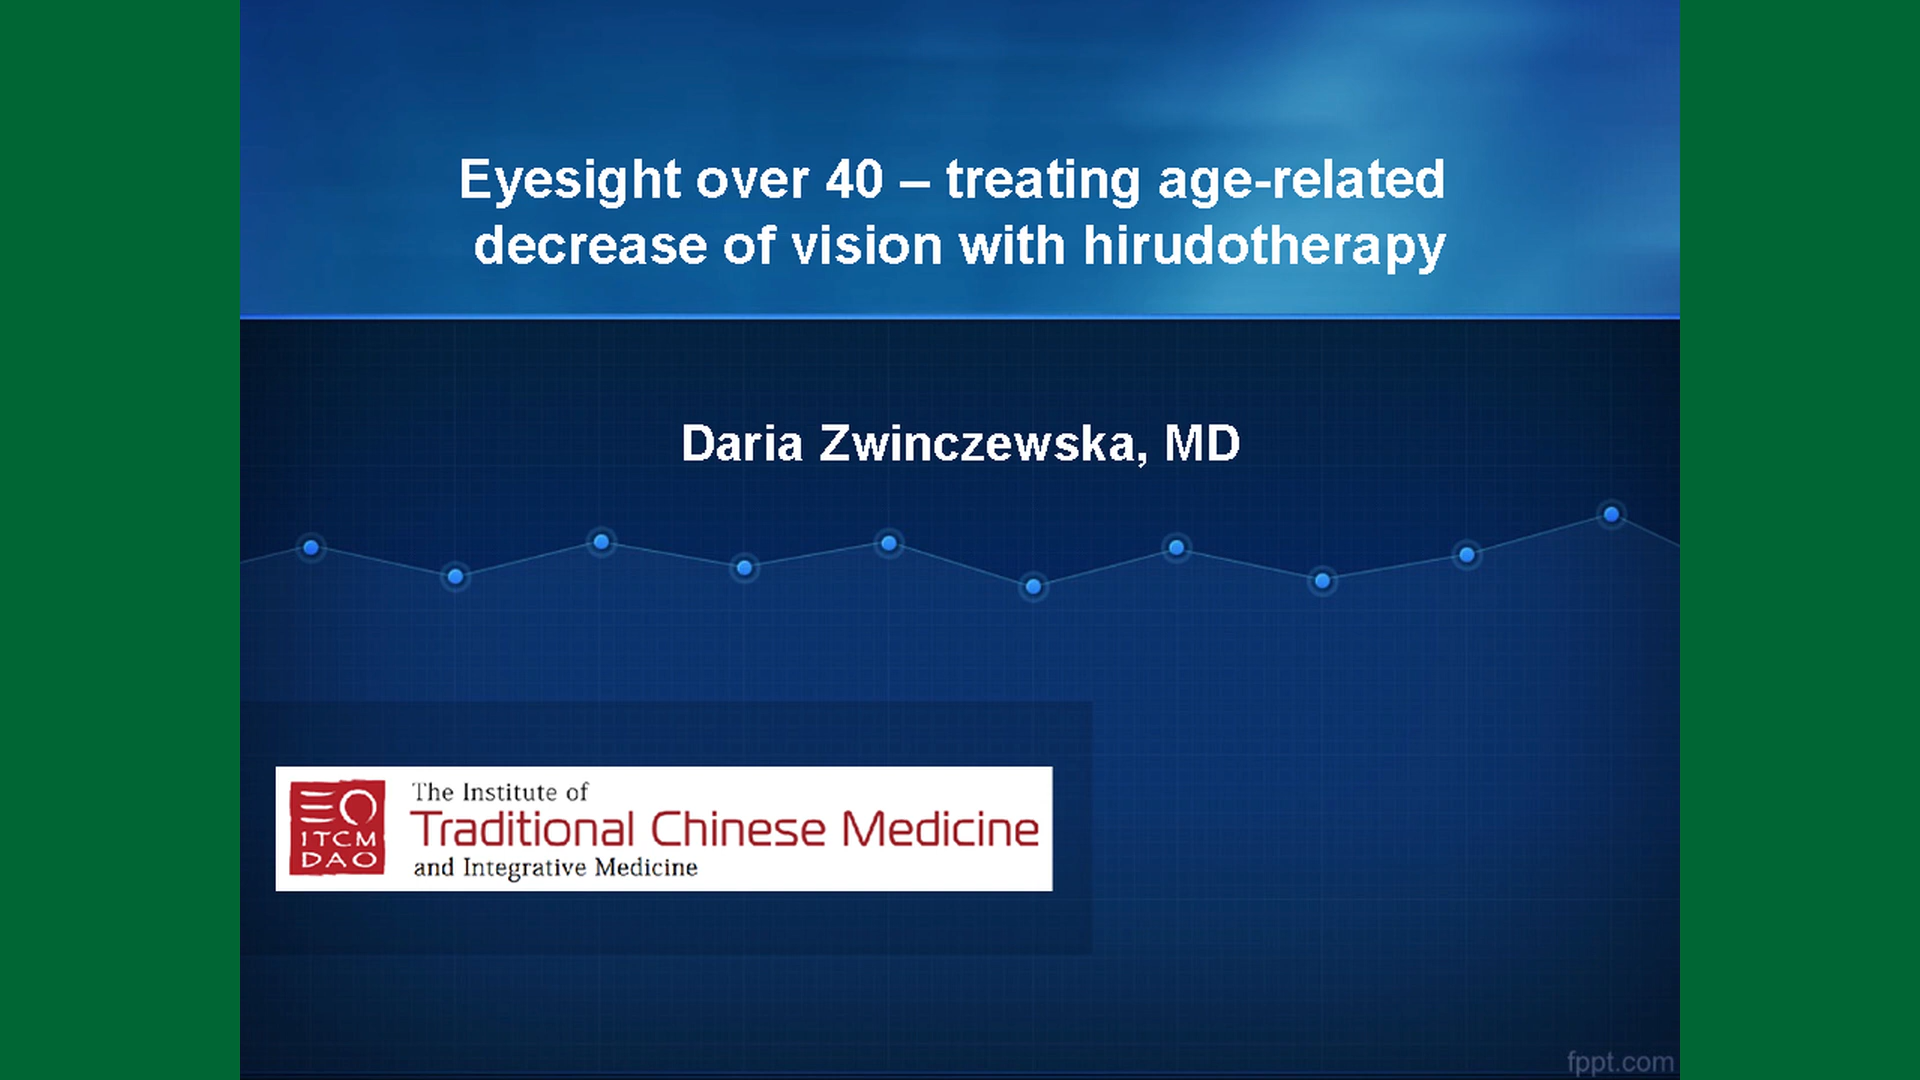 Eyesight over 40 – treating age-related
decrease of vision with hirudotherapy
Daria Zwinczewska, MD
ITCM
DAO
The Institute of
Traditional Chinese Medicine
and Integrative Medicine
fppt.com